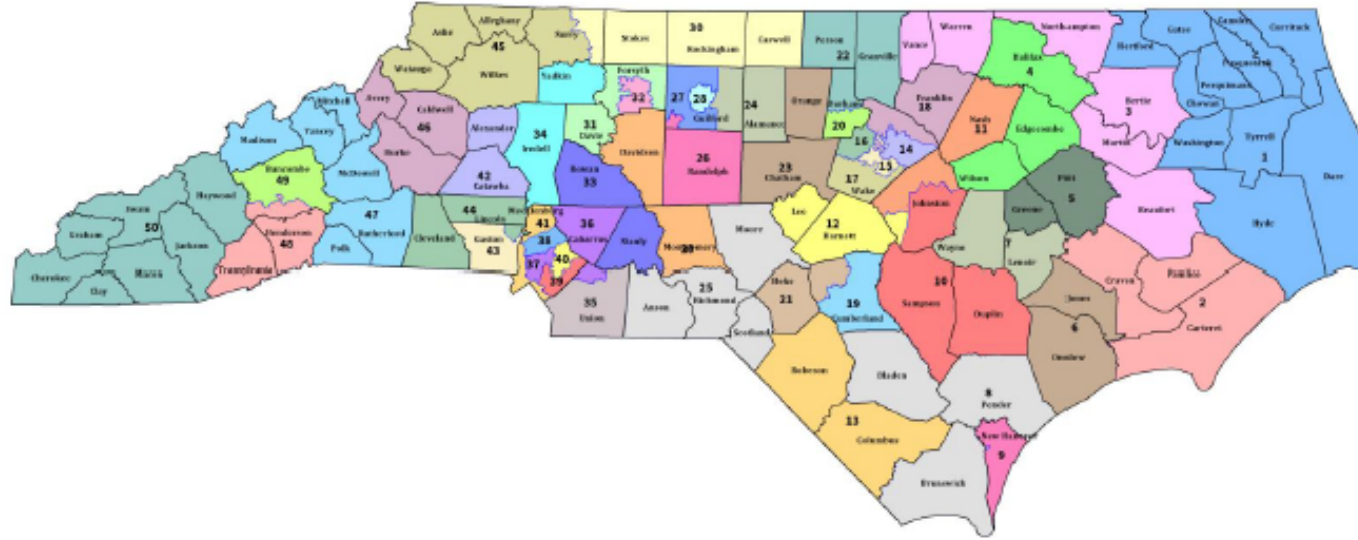 Alleghany
Ashe
45
Surry
Stokes
30
Rockingham
Caswell
Person
22
Granville
Vance
Warren
Northampton
Hertford
Gates
Camden
Currituck
Pasquotank
Perquimans
Chowan
Watauga
Wilkes
Yadkin
Forsyth
32
27
28
Guilford
24
Alamance
Orange
Durham
20
Franklin
18
Halifax
4
Bertie
3
Martin
Washington
Tyrrell
1
Dare
Mitchell
Avery
Caldwell
46
Alexander
34
Iredell
31
Davie
Davidson
26
Randolph
23
Chatham
16
14
15
17
Wake
Nash
11
Edgecombe
Wilson
Madison
Yancey
Burke
McDowell
42
Catawba
Rowan
33
Pitt
5
Greene
Beaufort
Hyde
Buncombe
49
Haywood
Swain
50
Graham
Jackson
Cherokee
Macon
Clay
Henderson
48
Transylvania
47
Rutherford
Polk
Cleveland
44
Lincoln
Gaston
43
Mecklenburg
41
38
36
Cabarrus
Stanly
37
40
39
Montgomery
Moore
Lee
12
Harnett
Johnston
Wayne
7
Lenoir
Craven
Pamlico
2
Carteret
Jones
6
Onslow
35
Union
Anson
25
Richmond
Scotland
Hoke
21
19
Cumberland
10
Sampson
Duplin
Robeson
Bladen
8
Pender
13
Columbus
New Hanover
9
Brunswick